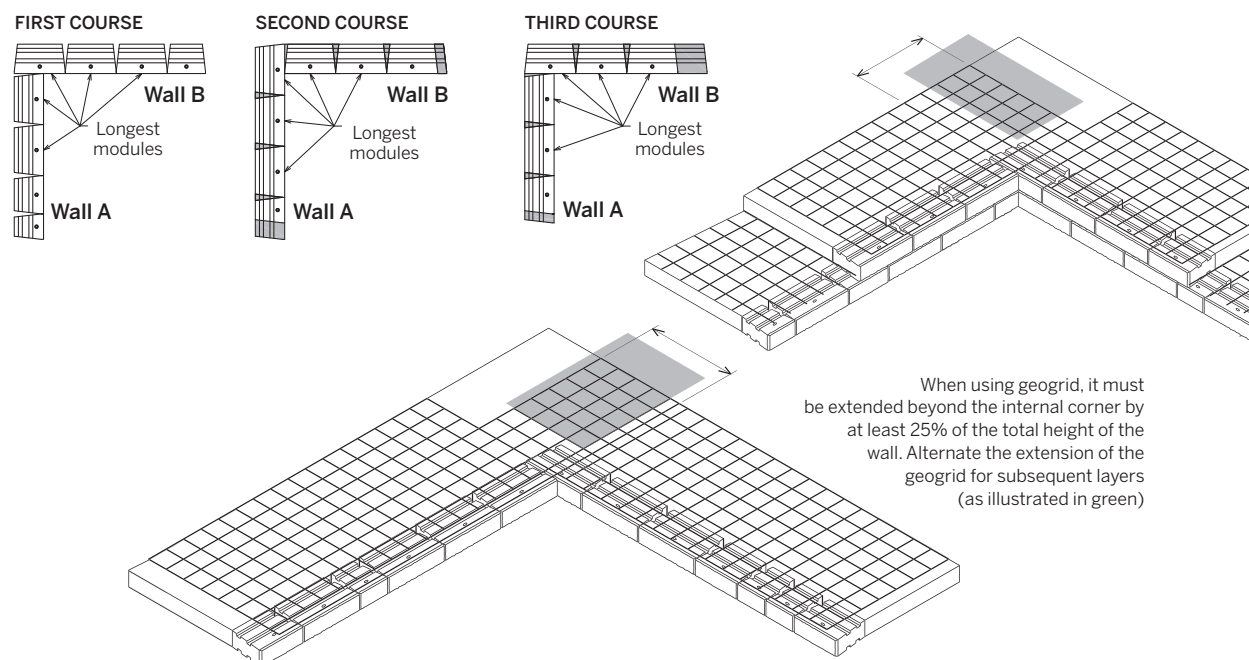 FIRST COURSE
Wall B
Longest
modules
Wall A
SECOND COURSE
Wall B
Longest
modules
Wall A
THIRD COURSE
Wall B
Longest
modules
Wall A
When using geogrid, it must
be extended beyond the internal corner by
at least 25% of the total height of the
wall. Alternate the extension of the
geogrid for subsequent layers
(as illustrated in green)